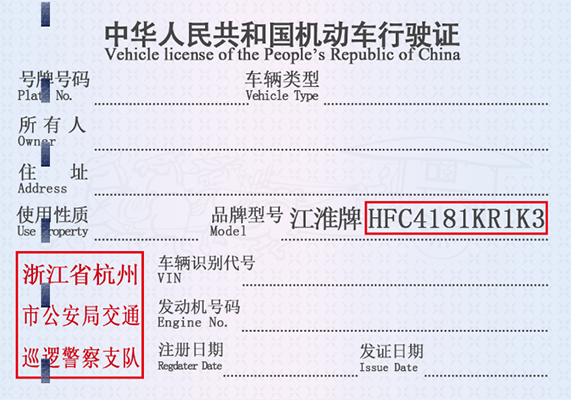 中华人民共和国机动车行驶证
Vehicle license of the People's Republic of China
号牌号码 车辆类型
Plate No. Vehicle Type
所有人
Owner
住 址
Address
使用性质 品牌型号 江淮牌 HFC4181KR1K3
Use Property Model
浙江省杭州
市公安局交通
巡逻警察支队
车辆识别代号
VIN
发动机号码
Engine No.
注册日期 发证日期
Regdater Date Issue Date